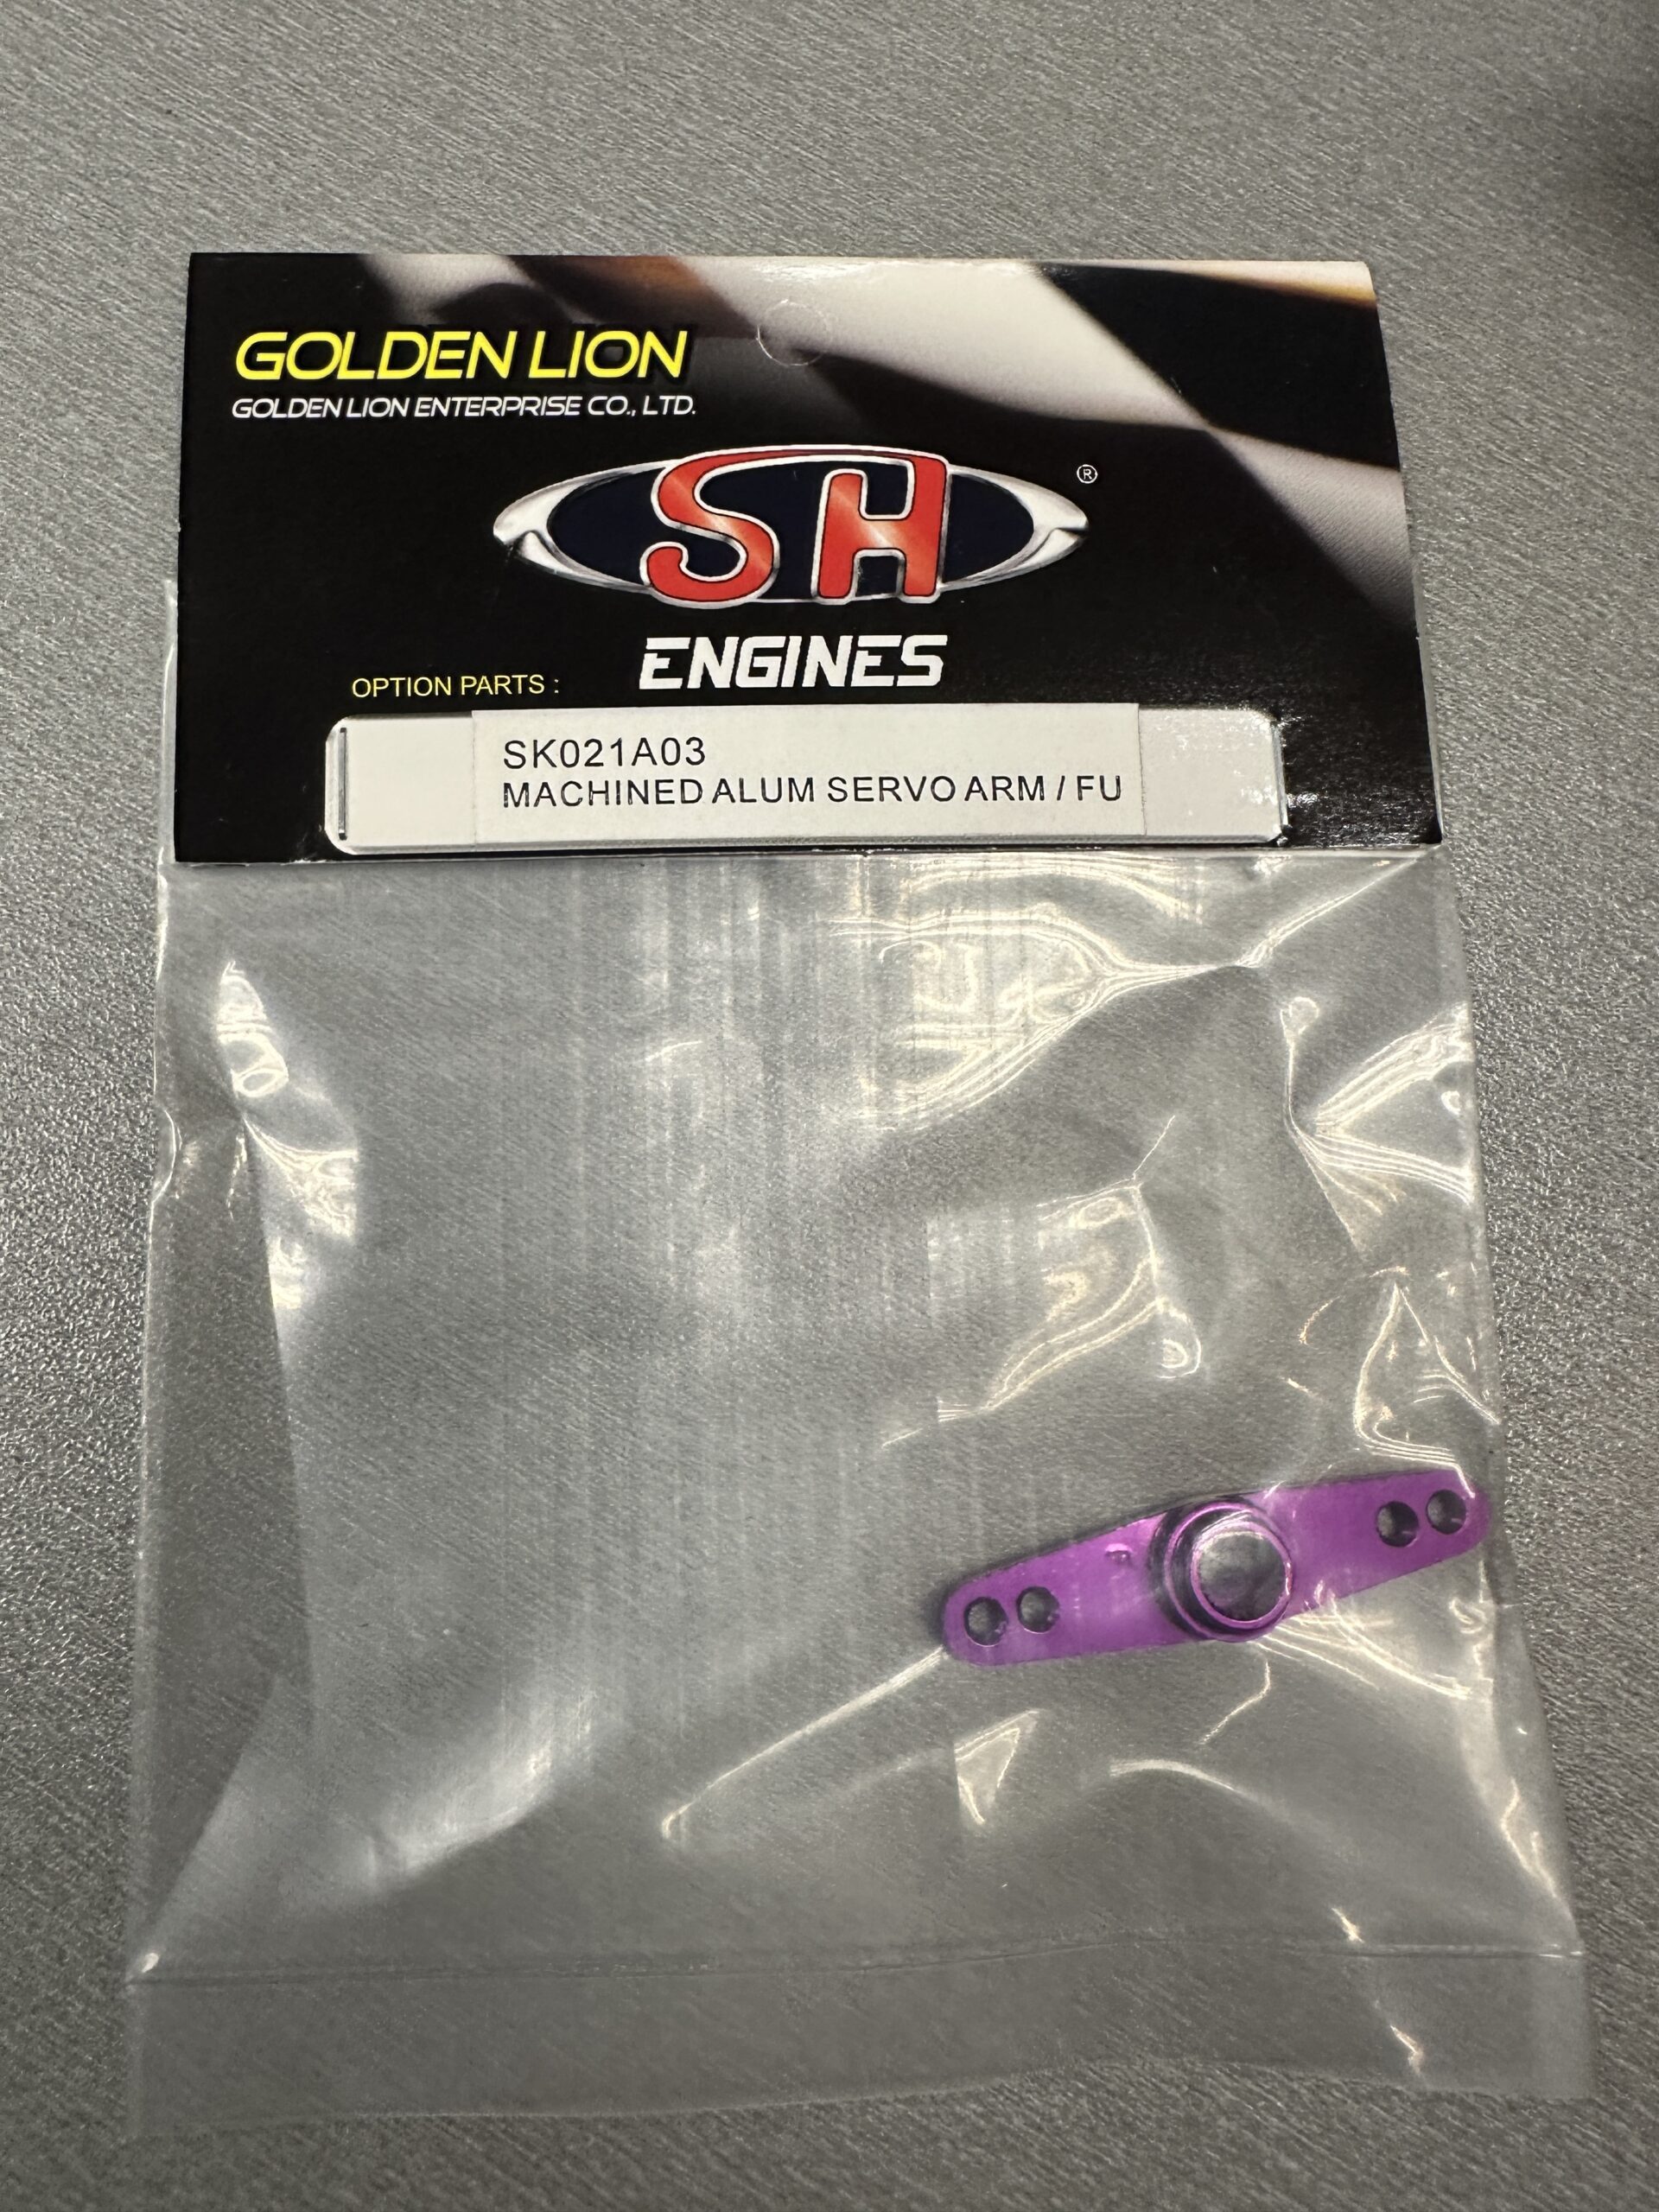 GOLDEN LION
GOLDEN LION ENTERPRISE CO., LTD.
SH ®
ENGINES
OPTION PARTS :
SK021A03
MACHINED ALUM SERVO ARM / FU